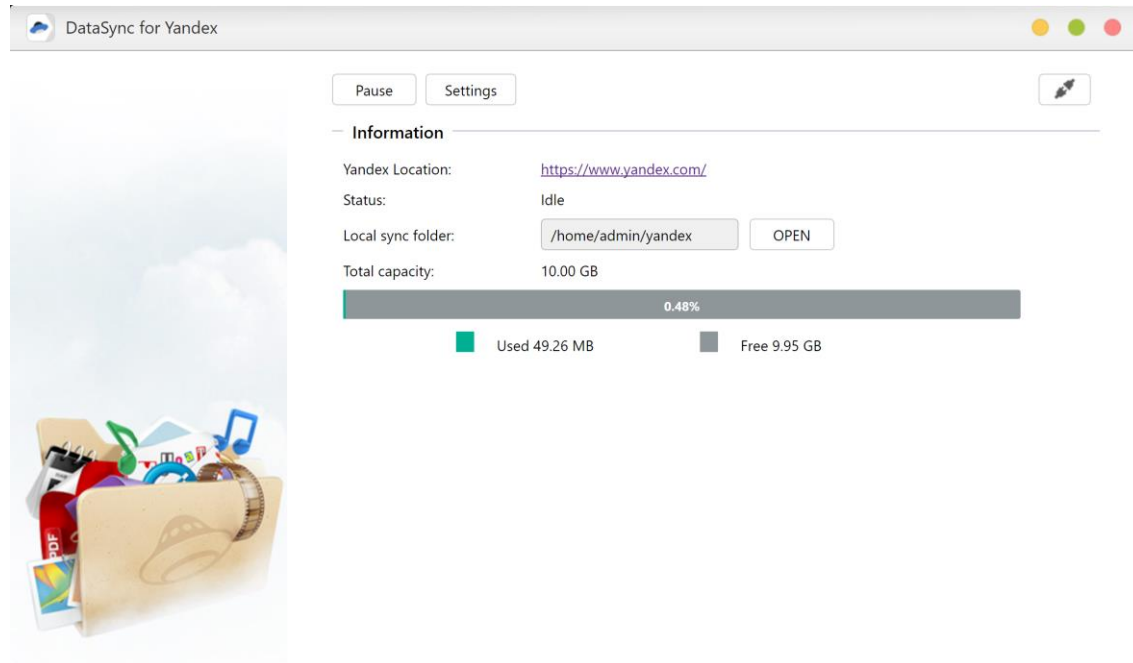 DataSync for Yandex
Pause Settings
Information
Yandex Location: https://www.yandex.com/
Status: Idle
Local sync folder: /home/admin/yandex OPEN
Total capacity: 10.00 GB
0.48%
Used 49.26 MB Free 9.95 GB
PDF